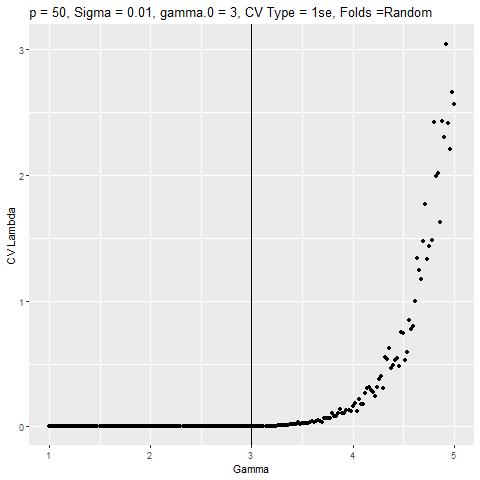 p = 50, Sigma = 0.01, gamma.0 = 3, CV Type = 1se, Folds =Random
3
2
1
0
CV Lambda
1 2 3 4 5
Gamma